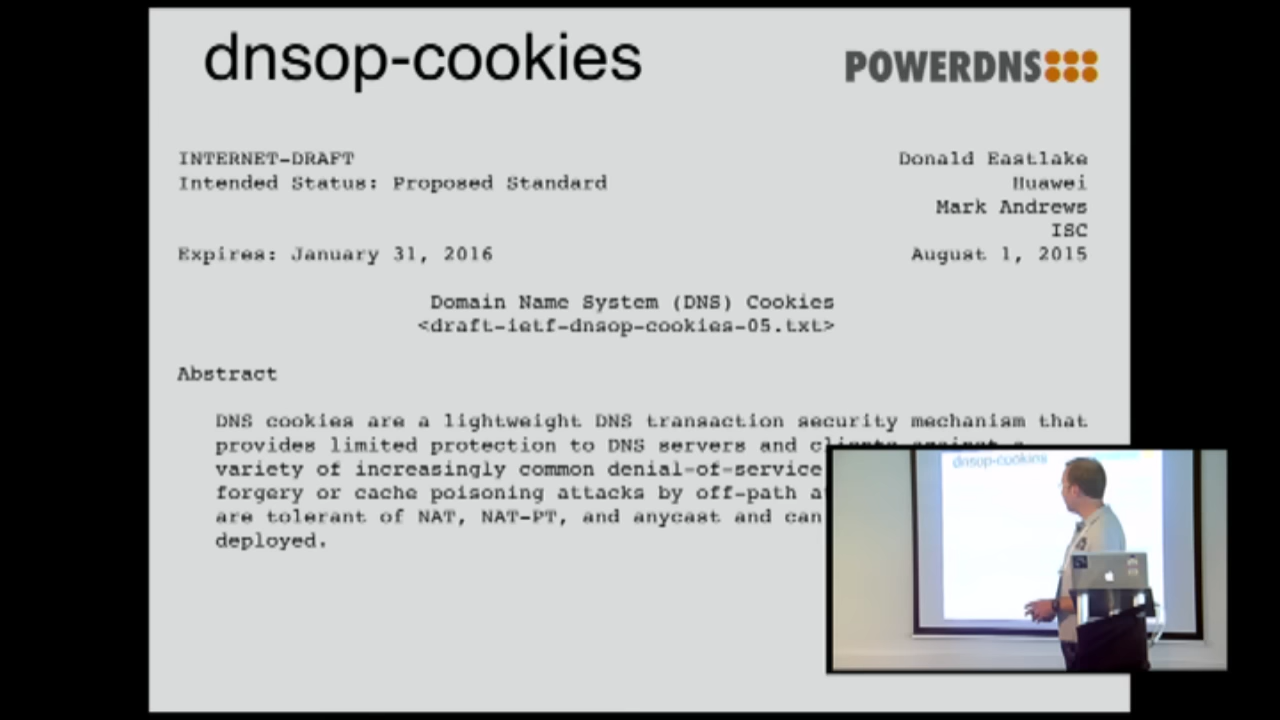 dnsop-cookies
POWERDNS
INTERNET-DRAFT Donald Eastlake
Intended Status: Proposed Standard Huawei
Mark Andrews
ISC
Expires: January 31, 2016 August 1, 2015
Domain Name System (DNS) Cookies
<draft-ietf-dnsop-cookies-05.txt>
Abstract
DNS cookies are a lightweight DNS transaction security mechanism that
provides limited protection to DNS servers and clients against a
variety of increasingly common denial-of-service
forgery or cache poisoning attacks by off-path
are tolerant of NAT, NAT-PT, and anycast and can
deployed.
dnsop-cookies